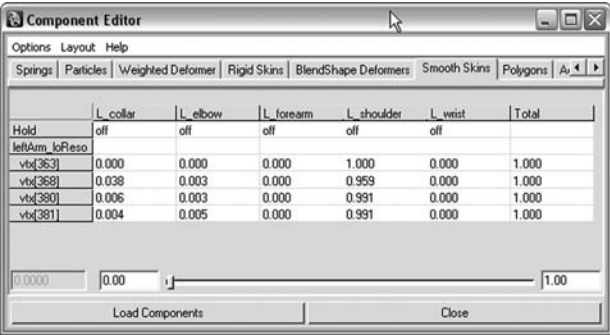 Component Editor
Options Layout Help
Springs Particles Weighted Deformer Rigid Skins BlendShape Deformers Smooth Skins Polygons
L_collar L_elbow L_forearm L_shoulder L_wrist Total
Hold off off off off off
leftArm_loReso
vtx[363] 0.000 0.000 0.000 1.000 0.000 1.000
vtx[368] 0.038 0.003 0.000 0.959 0.000 1.000
vtx[380] 0.006 0.003 0.000 0.991 0.000 1.000
vtx[381] 0.004 0.005 0.000 0.991 0.000 1.000
0.0000 0.00 1.00
Load Components Close